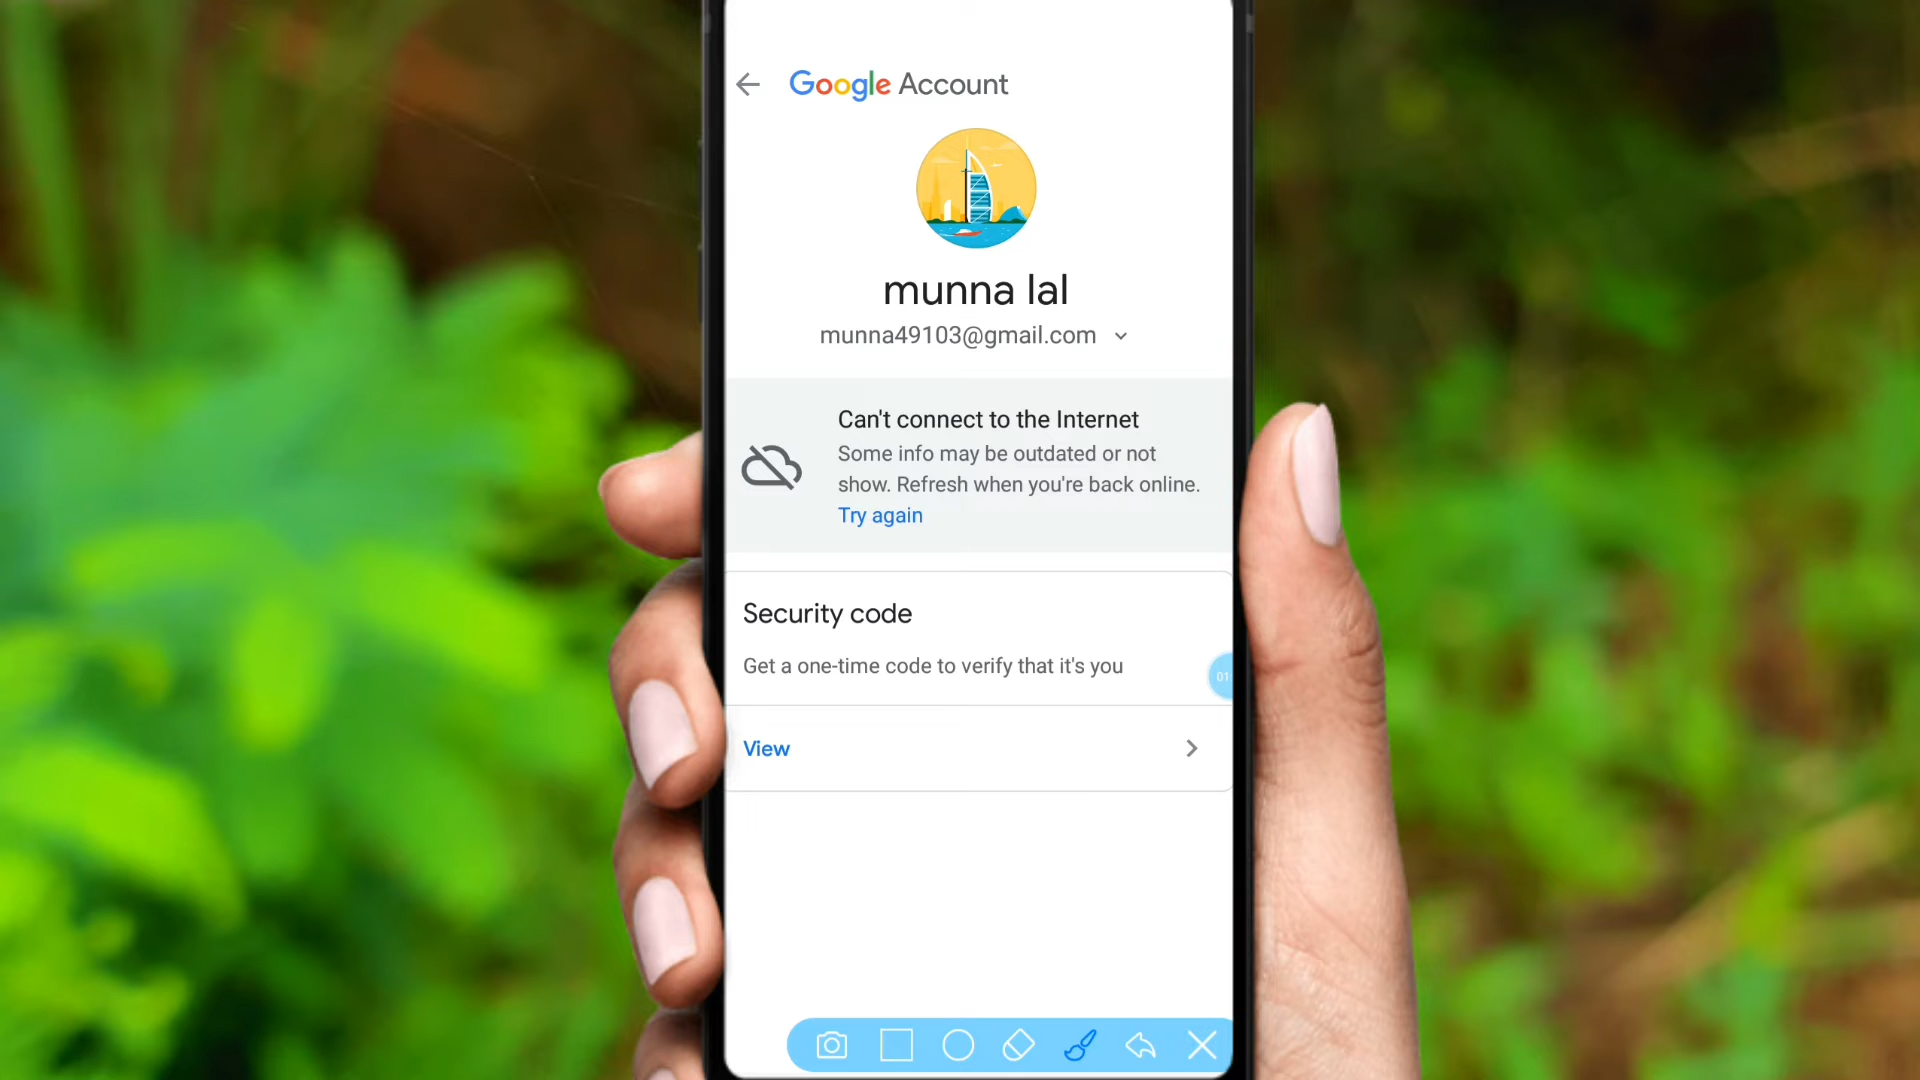 Google Account
munna lal
munna49103@gmail.com
Can't connect to the Internet
Some info may be outdated or not
show. Refresh when you're back online.
Try again
Security code
Get a one-time code to verify that it's you
01:
View